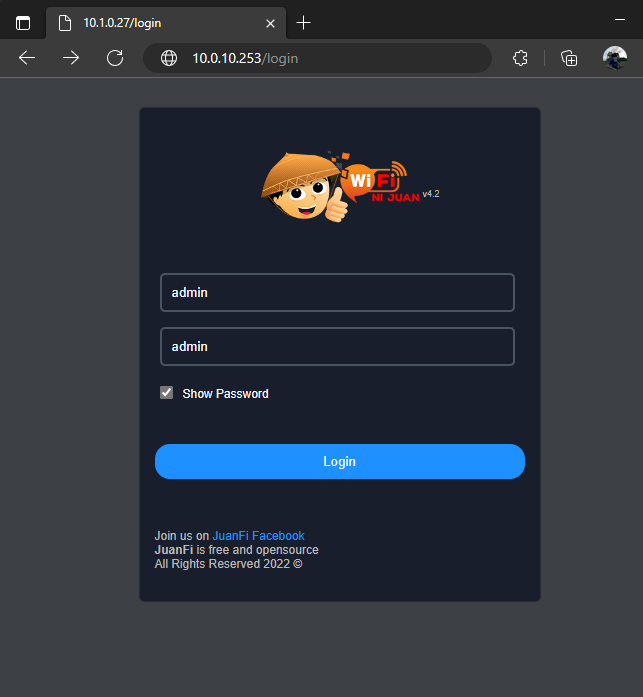 10.1.0.27/login
10.0.10.253/login
WiFi
NI JUAN v4.2
admin
admin
Show Password
Login
Join us on JuanFi Facebook
JuanFi is free and opensource
All Rights Reserved 2022 ©